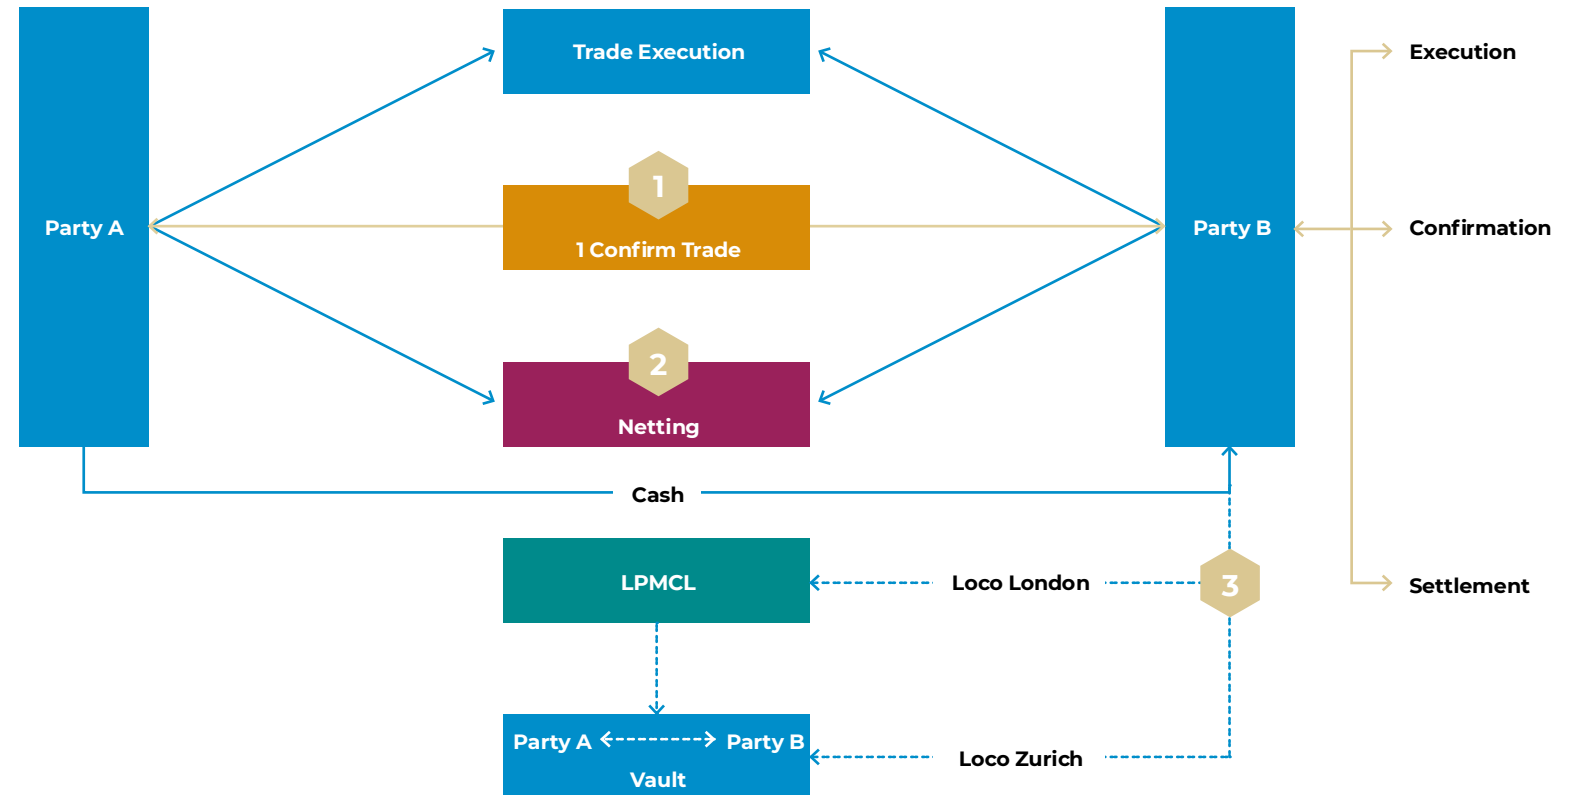 Trade Execution
Execution
1
Party A
1 Confirm Trade
Party B
Confirmation
2
Netting
Cash
LPMCL
Loco London
3
Settlement
Party A
Party B
Loco Zurich
Vault